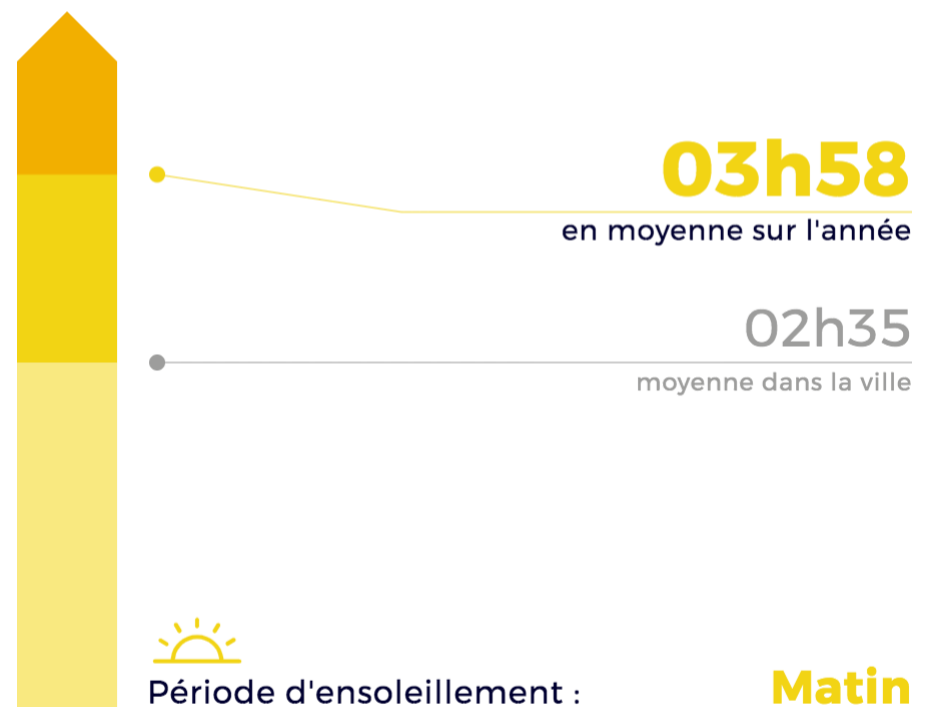 03h58
en moyenne sur l'année
02h35
moyenne dans la ville
Période d'ensoleillement : Matin